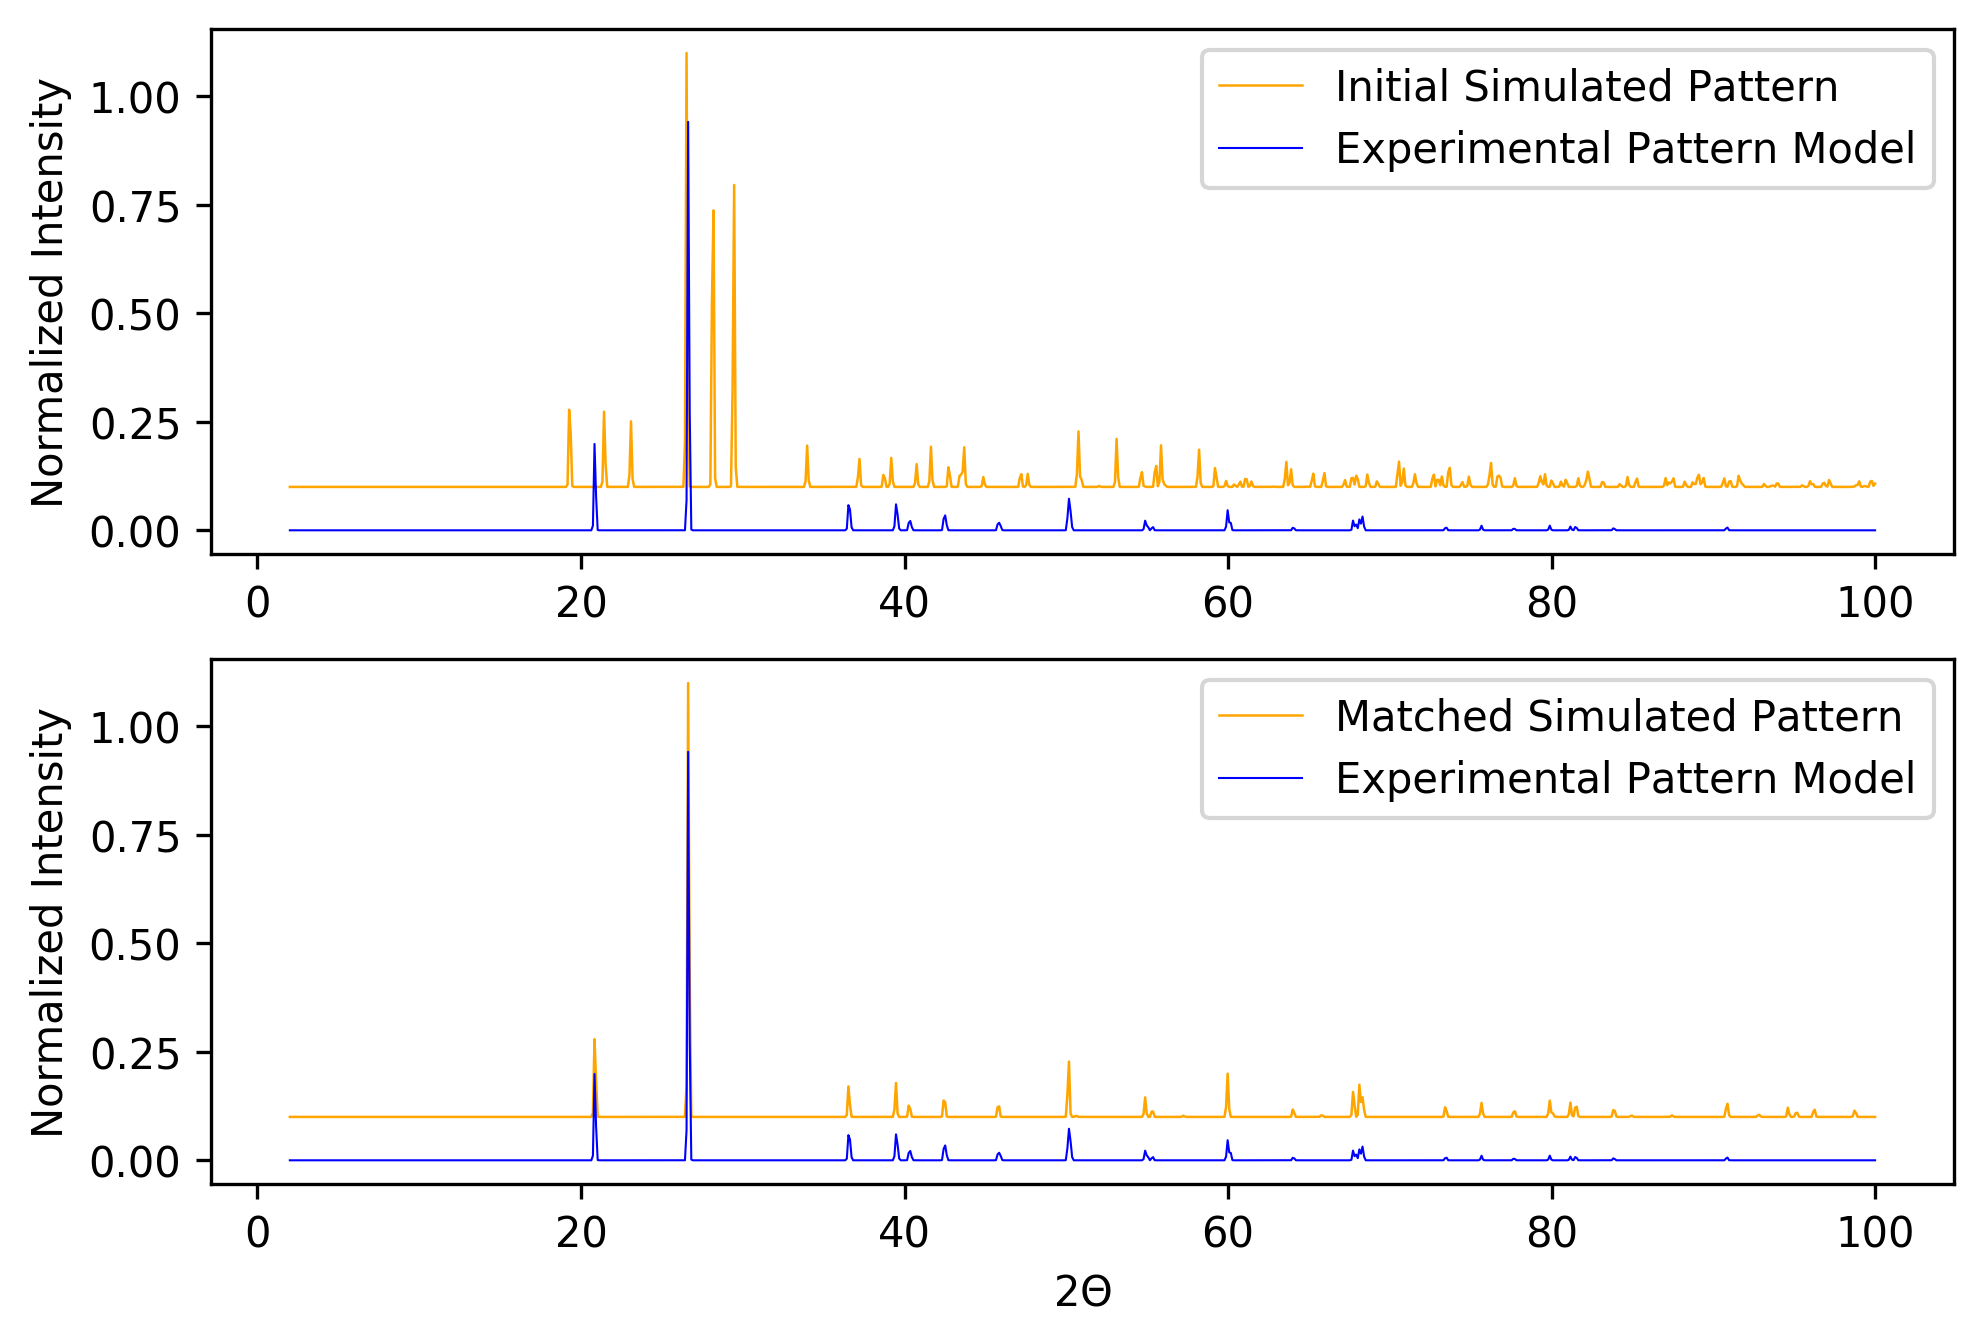 Normalized Intensity
1.00
0.75
0.50
0.25
0.00
Initial Simulated Pattern
Experimental Pattern Model
0 20 40 60 80 100
Normalized Intensity
1.00
0.75
0.50
0.25
0.00
Matched Simulated Pattern
Experimental Pattern Model
0 20 40 60 80 100
2Θ